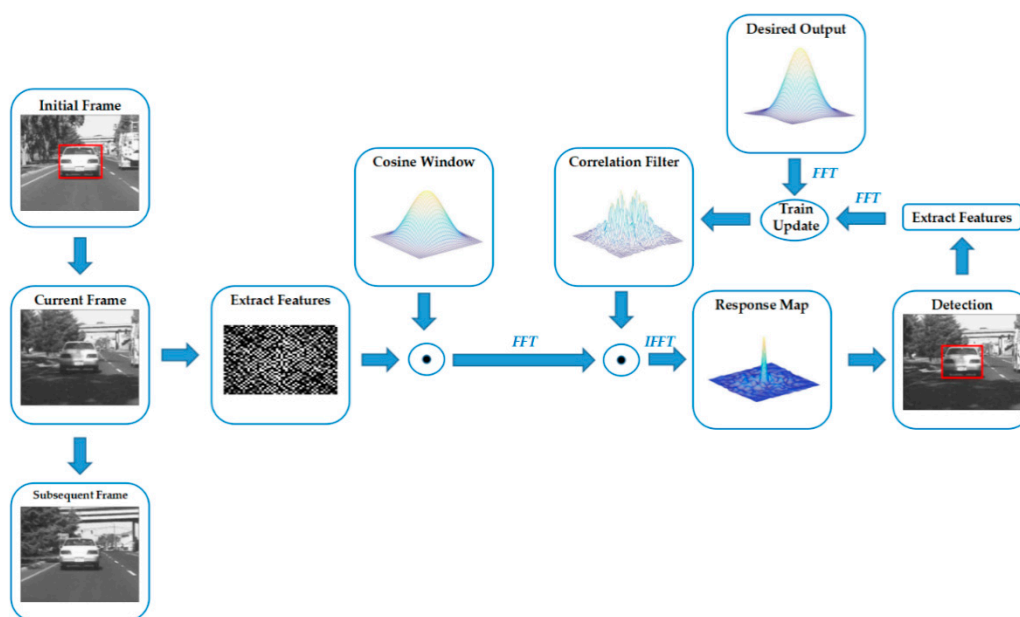 Desired Output
Initial Frame
Cosine Window
Correlation Filter
FFT
FFT
Train
Update
Extract Features
Current Frame
Extract Features
Response Map
Detection
FFT
IFFT
Subsequent Frame